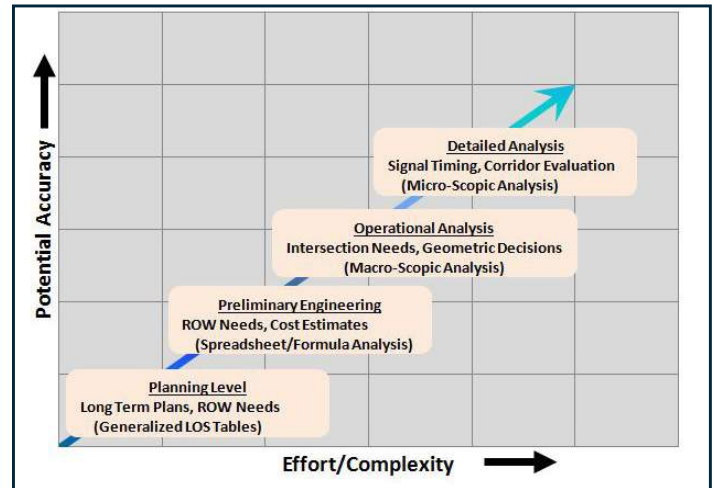 Potential Accuracy
Detailed Analysis
Signal Timing, Corridor Evaluation
(Micro-Scopic Analysis)
Operational Analysis
Intersection Needs, Geometric Decisions
(Macro-Scopic Analysis)
Preliminary Engineering
ROW Needs, Cost Estimates
(Spreadsheet/Formula Analysis)
Planning Level
Long Term Plans, ROW Needs
(Generalized LOS Tables)
Effort/Complexity